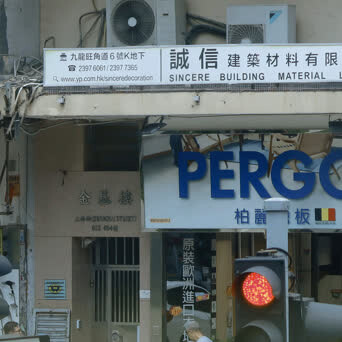 九龍旺角道6號K地下
2397 6061 / 2397 7365
www.yp.com.hk/sinceredecoration
誠信建築材料有限
SINCERE BUILDING MATERIAL L
PERGO
柏麗地板
金基樓
原裝歐洲進口